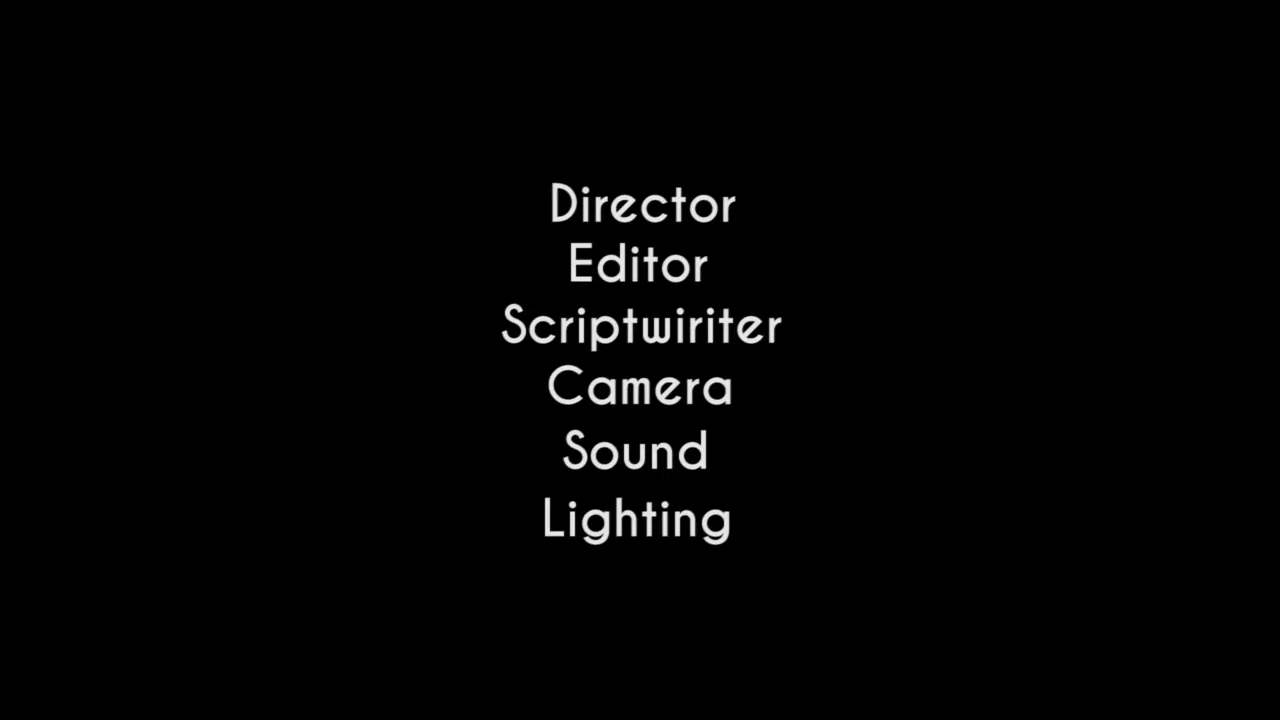 Director
Editor
Scriptwiriter
Camera
Sound
Lighting